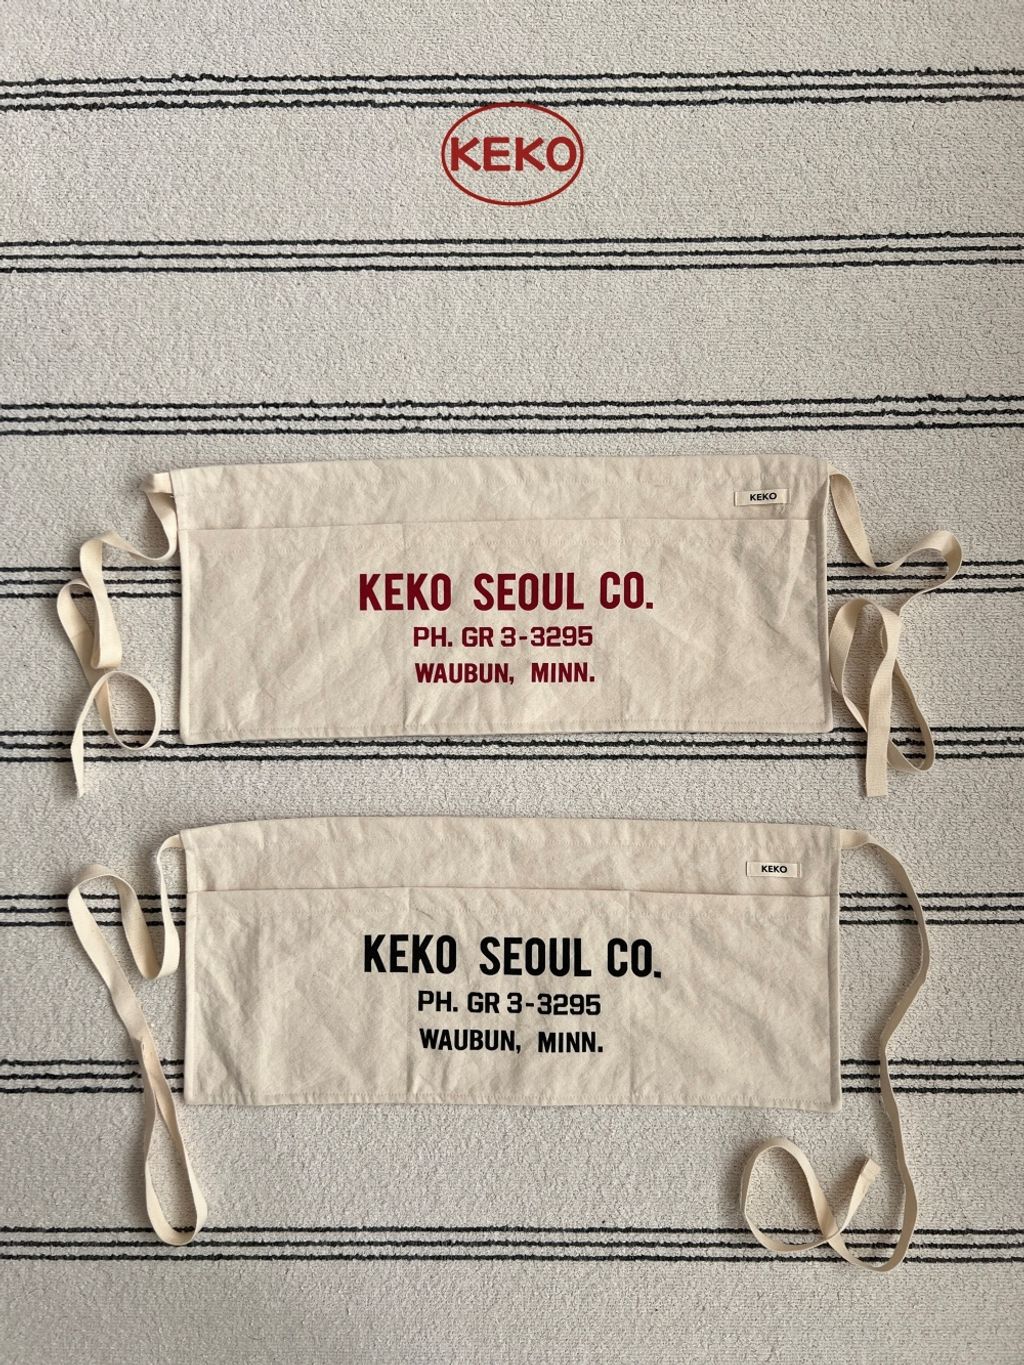 KEKO
KEKO
KEKO SEOUL CO.
PH. GR 3-3295
WAUBUN, MINN.
KEKO
KEKO SEOUL CO.
PH. GR 3-3295
WAUBUN, MINN.